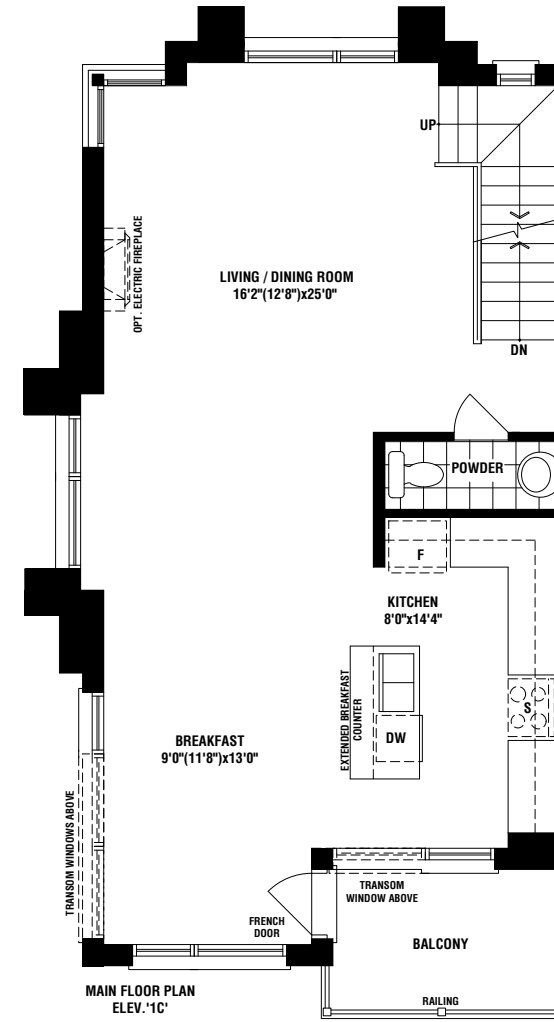 UP
OPT. ELECTRIC FIREPLACE
LIVING / DINING ROOM
16'2"(12'8")x25'0"
DN
POWDER
F
KITCHEN
8'0"x14'4"
EXTENDED BREAKFAST
COUNTER
S
DW
BREAKFAST
9'0"(11'8")x13'0"
TRANSOM WINDOWS ABOVE
TRANSOM
WINDOW ABOVE
FRENCH
DOOR
BALCONY
MAIN FLOOR PLAN
ELEV.'1C'
RAILING